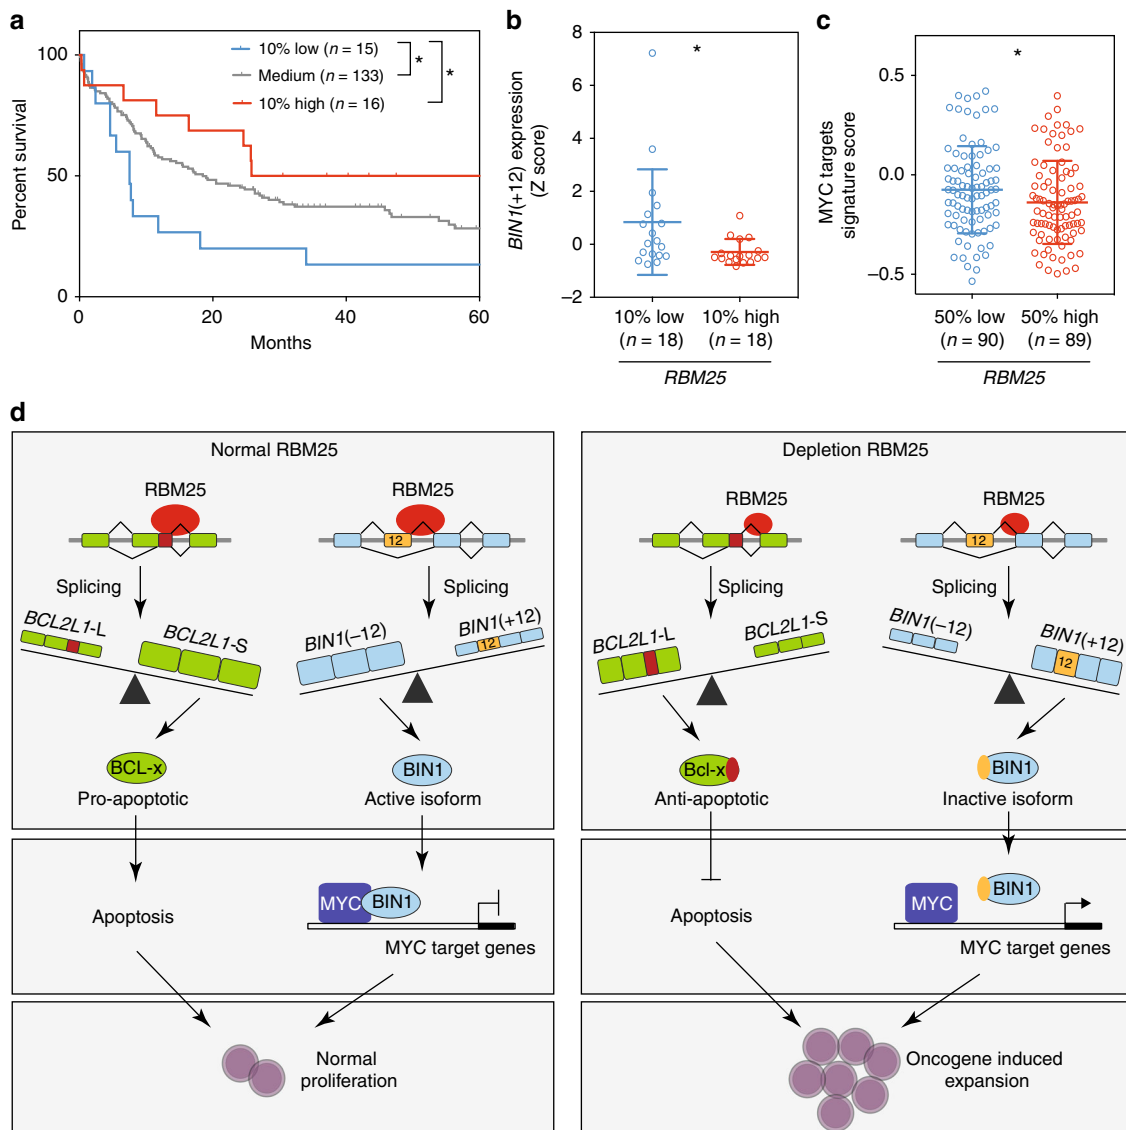 a
100
50
0
Percent survival
0
20
40
60
Months
10% low (n = 15)
Medium (n = 133)
10% high (n = 16)
*
*
b
8
6
4
2
0
−2
BIN1(+12) expression
(Z score)
*
10% low
(n = 18)
10% high
(n = 18)
RBM25
c
0.5
0.0
−0.5
MYC targets
signature score
*
50% low
(n = 90)
50% high
(n = 89)
RBM25
d
Normal RBM25
RBM25
RBM25
12
Splicing
Splicing
BCL2L1-L
BCL2L1-S
BIN1(−12)
BIN1(+12)
12
BCL-x
BIN1
Pro-apoptotic
Active isoform
Apoptosis
MYC
BIN1
MYC target genes
Normal
proliferation
Depletion RBM25
RBM25
RBM25
12
Splicing
Splicing
BCL2L1-L
BCL2L1-S
BIN1(−12)
BIN1(+12)
12
Bcl-x
BIN1
Anti-apoptotic
Inactive isoform
Apoptosis
MYC
BIN1
MYC target genes
Oncogene induced
expansion